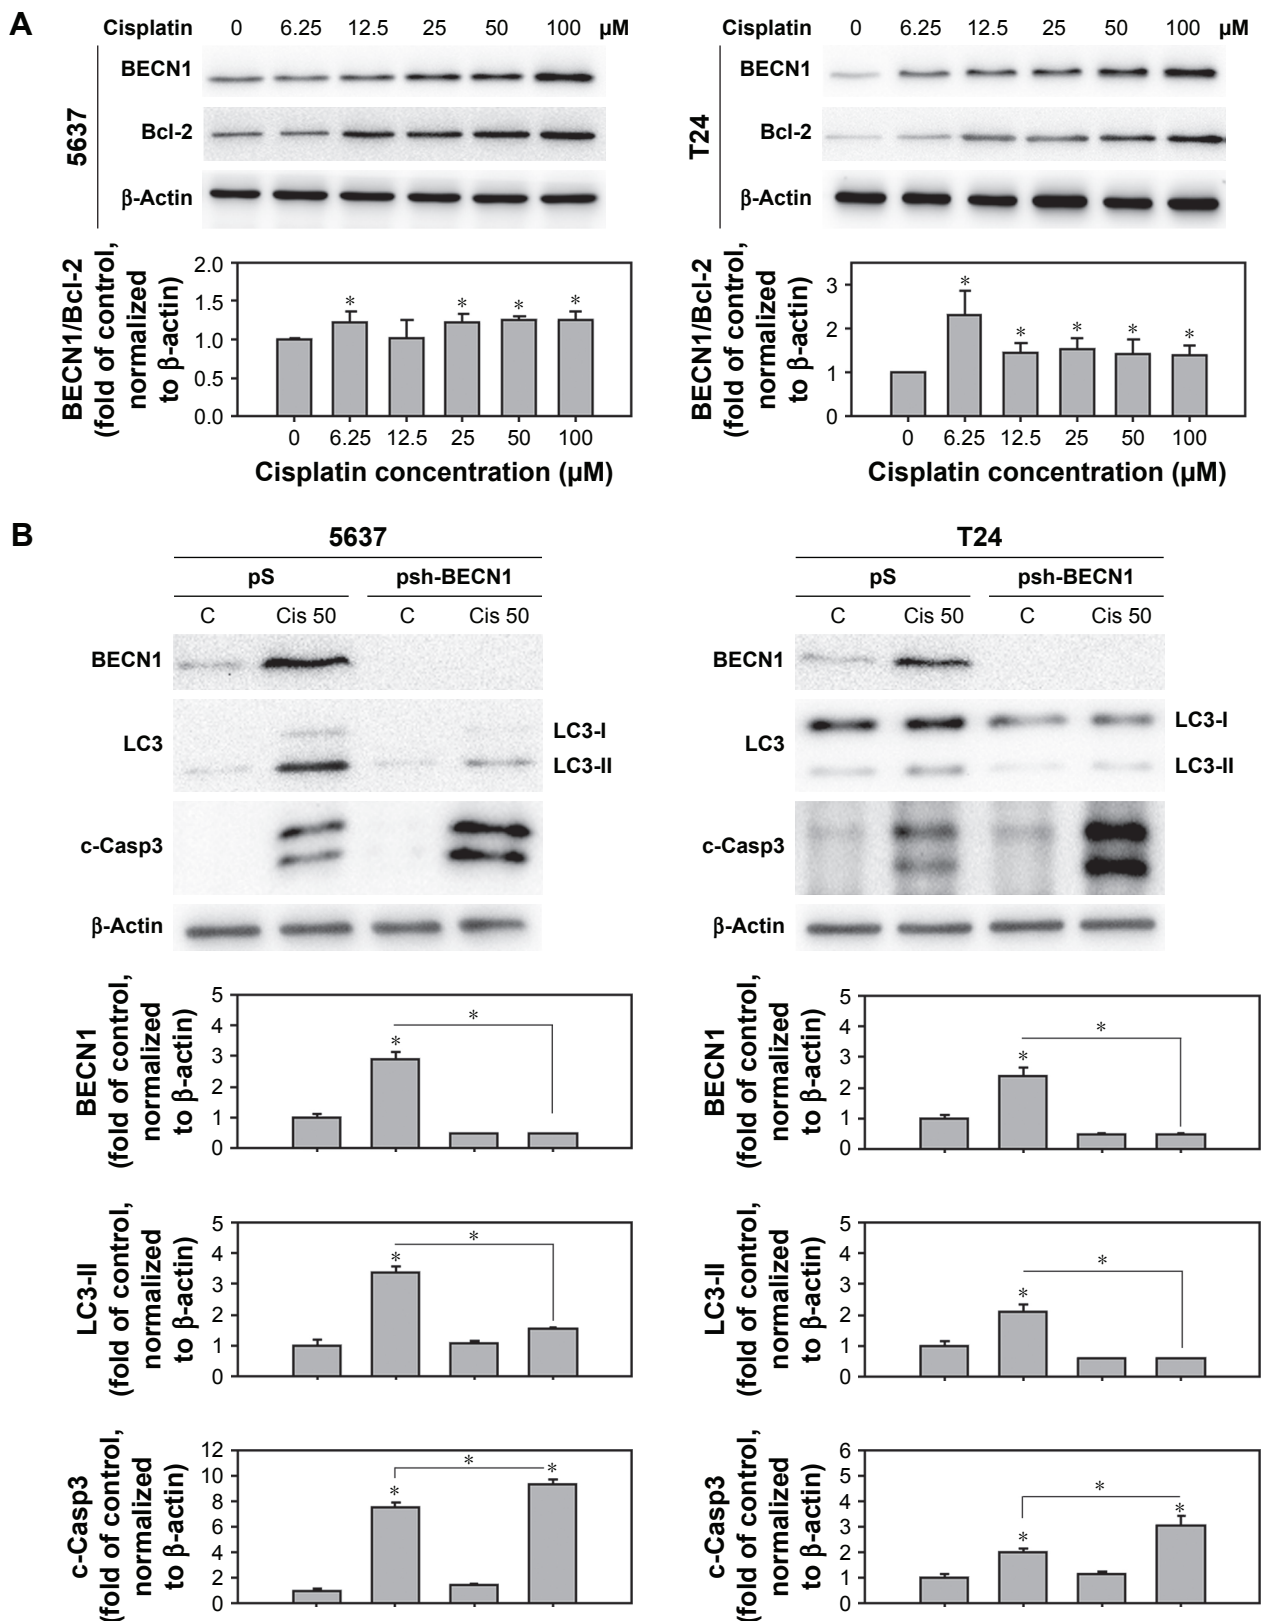 A
Cisplatin 0 6.25 12.5 25 50 100 μM
BECN1
Bcl-2
β-Actin
5637
BECN1/Bcl-2
(fold of control,
normalized
to β-actin)
2.0
1.5
1.0
0.5
0.0
* * * *
0 6.25 12.5 25 50 100
Cisplatin concentration (μM)
Cisplatin 0 6.25 12.5 25 50 100 μM
BECN1
Bcl-2
β-Actin
T24
BECN1/Bcl-2
(fold of control,
normalized
to β-actin)
3
2
1
0
* * * * *
0 6.25 12.5 25 50 100
Cisplatin concentration (μM)
B
5637
pS psh-BECN1
C Cis 50 C Cis 50
BECN1
LC3
LC3-I
LC3-II
c-Casp3
β-Actin
BECN1
(fold of control,
normalized
to β-actin)
5
4
3
2
1
0
* *
LC3-II
(fold of control,
normalized
to β-actin)
5
4
3
2
1
0
* *
c-Casp3
(fold of control,
normalized
to β-actin)
12
10
8
6
4
2
0
* * *
T24
pS psh-BECN1
C Cis 50 C Cis 50
BECN1
LC3
LC3-I
LC3-II
c-Casp3
β-Actin
BECN1
(fold of control,
normalized
to β-actin)
5
4
3
2
1
0
* *
LC3-II
(fold of control,
normalized
to β-actin)
5
4
3
2
1
0
* *
c-Casp3
(fold of control,
normalized
to β-actin)
6
5
4
3
2
1
0
* * *